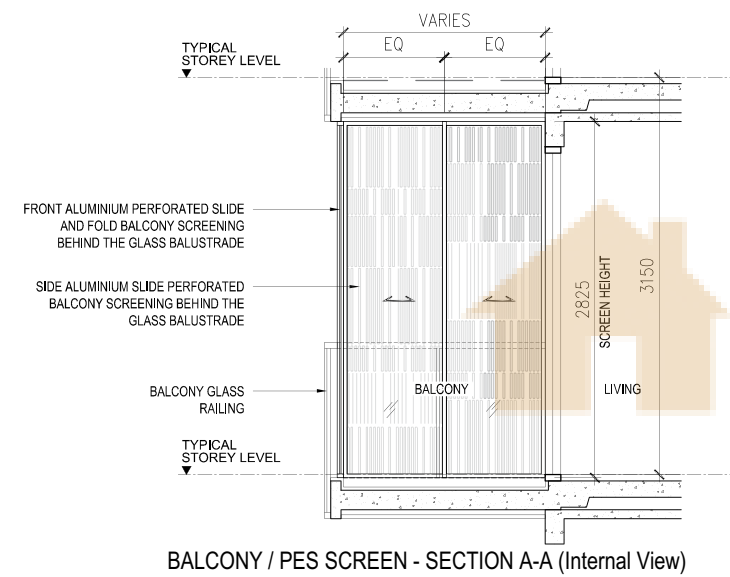 VARIES
EQ EQ
TYPICAL
STOREY LEVEL
FRONT ALUMINIUM PERFORATED SLIDE
AND FOLD BALCONY SCREENING
BEHIND THE GLASS BALUSTRADE
SIDE ALUMINIUM SLIDE PERFORATED
BALCONY SCREENING BEHIND THE
GLASS BALUSTRADE
2825
SCREEN HEIGHT
3150
BALCONY GLASS
RAILING
BALCONY
LIVING
TYPICAL
STOREY LEVEL
BALCONY / PES SCREEN - SECTION A-A (Internal View)